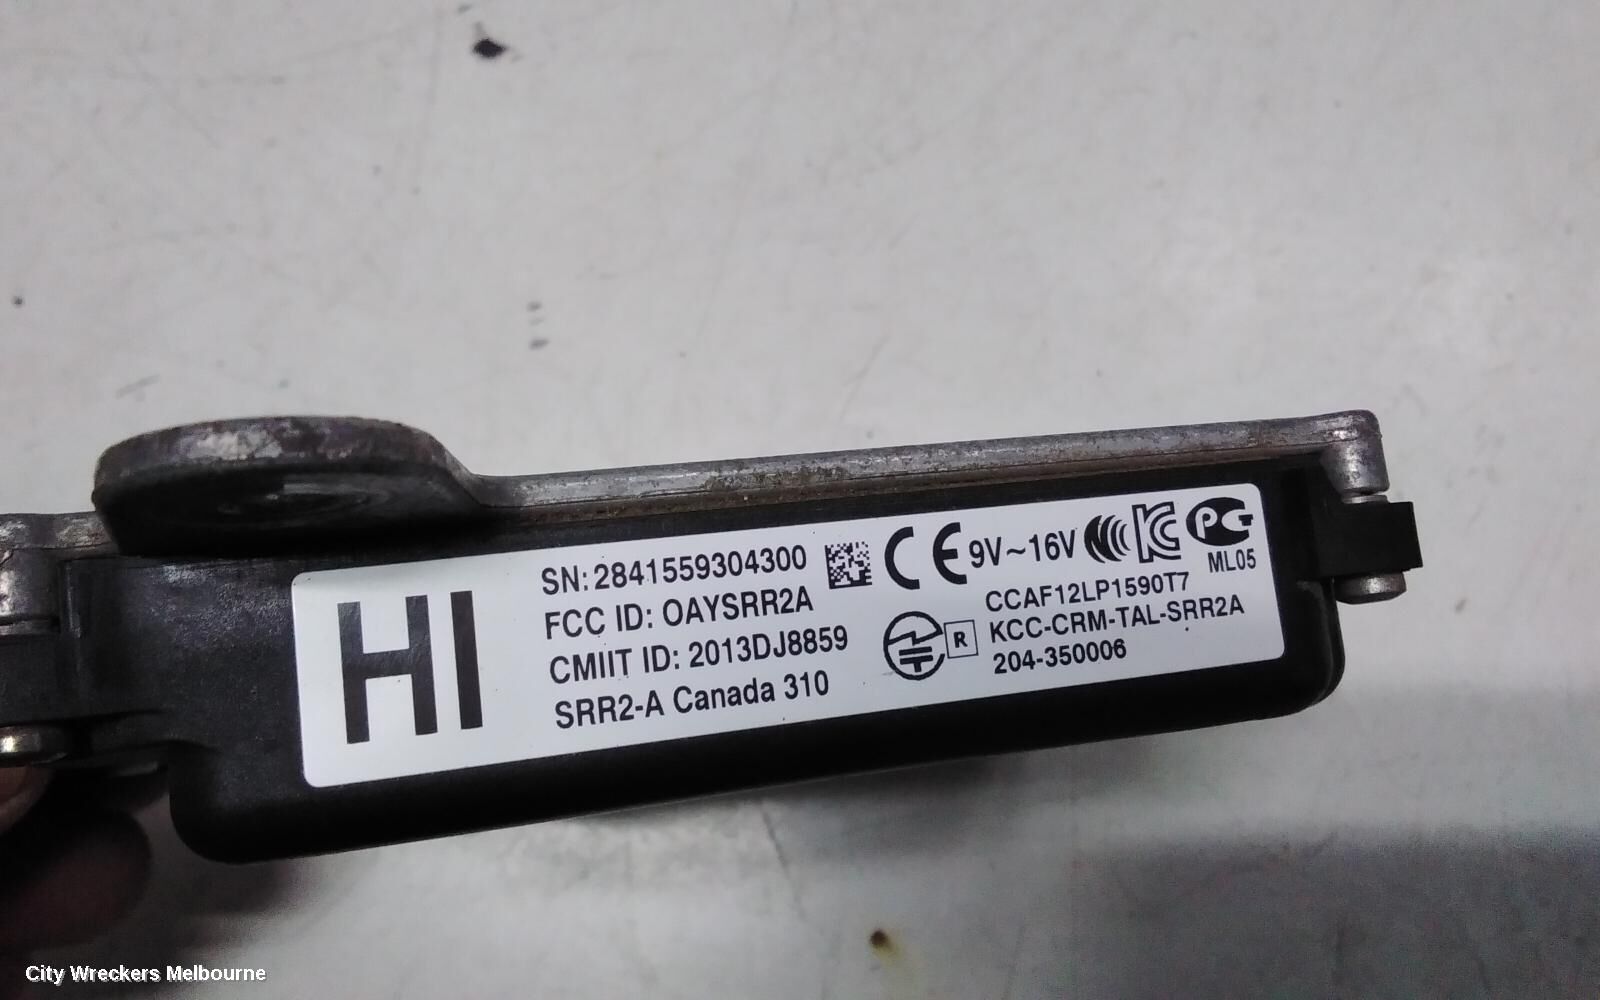 HI
SN: 2841559304300
FCC ID: OAYSRR2A
CMIIT ID: 2013DJ8859
SRR2-A Canada 310
CE 9V~16V
ML05
CCAF12LP1590T7
R KCC-CRM-TAL-SRR2A
204-350006
City Wreckers Melbourne